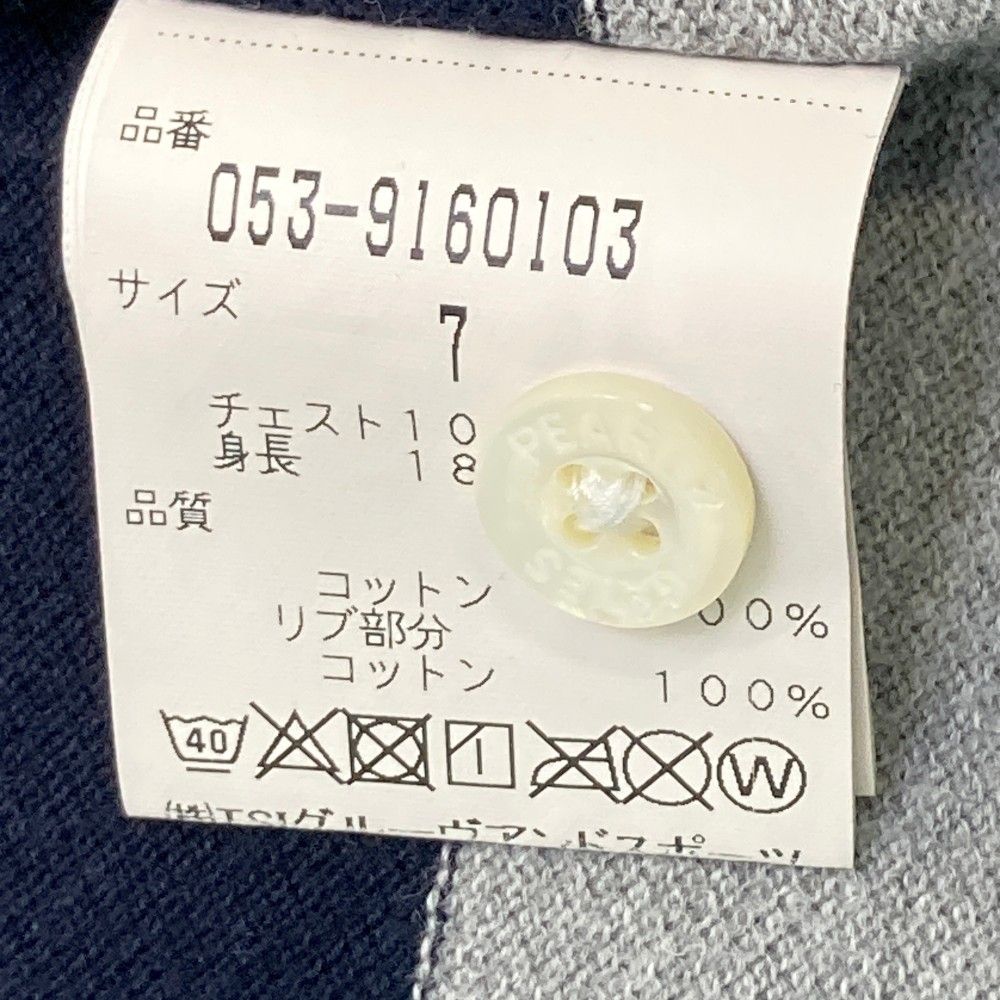 品番
053-9160103
サイズ
7
チェスト10
身長 18
品質
コットン 00%
リブ部分
コットン 100%
40
W